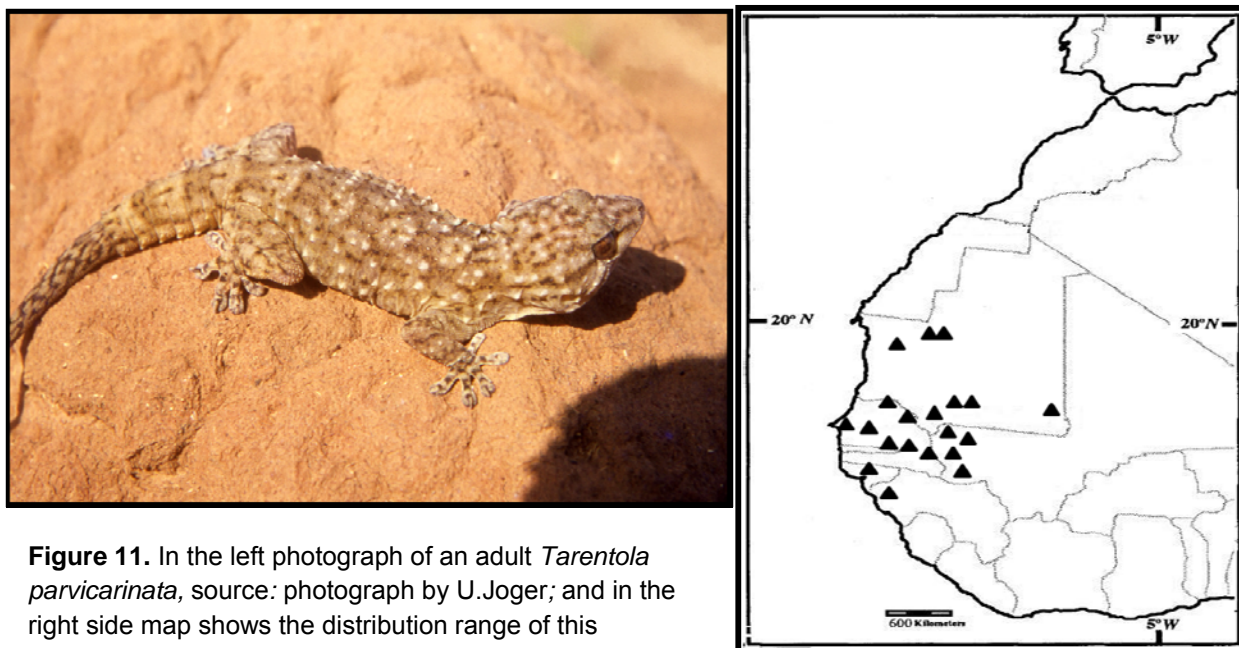 5°W
20° N
20°N
600 Kilometers
5°W
Figure 11. In the left photograph of an adult Tarentola
parvicarinata, source: photograph by U.Joger; and in the
right side map shows the distribution range of this